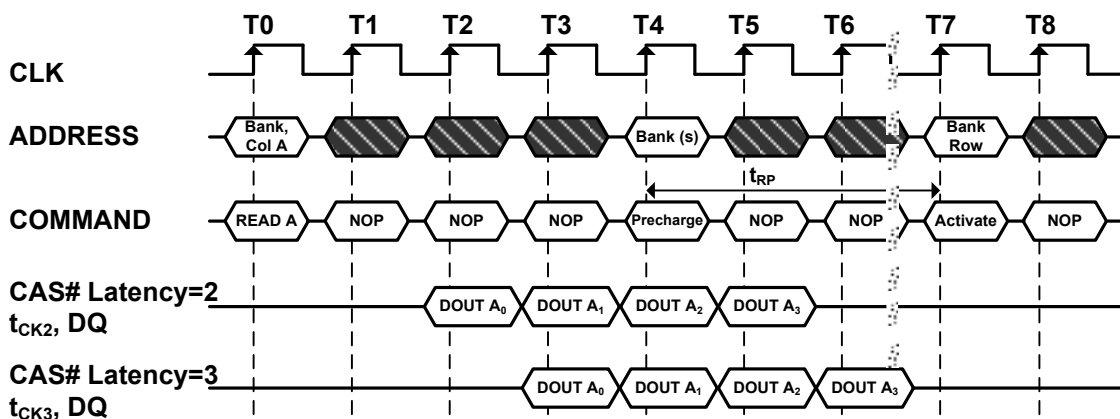 T0 T1 T2 T3 T4 T5 T6 T7 T8
CLK
ADDRESS
Bank,
Col A
Bank (s)
Bank
Row
tRP
COMMAND
READ A NOP NOP NOP Precharge NOP NOP Activate NOP
CAS# Latency=2
tCK2, DQ
DOUT A0 DOUT A1 DOUT A2 DOUT A3
CAS# Latency=3
tCK3, DQ
DOUT A0 DOUT A1 DOUT A2 DOUT A3